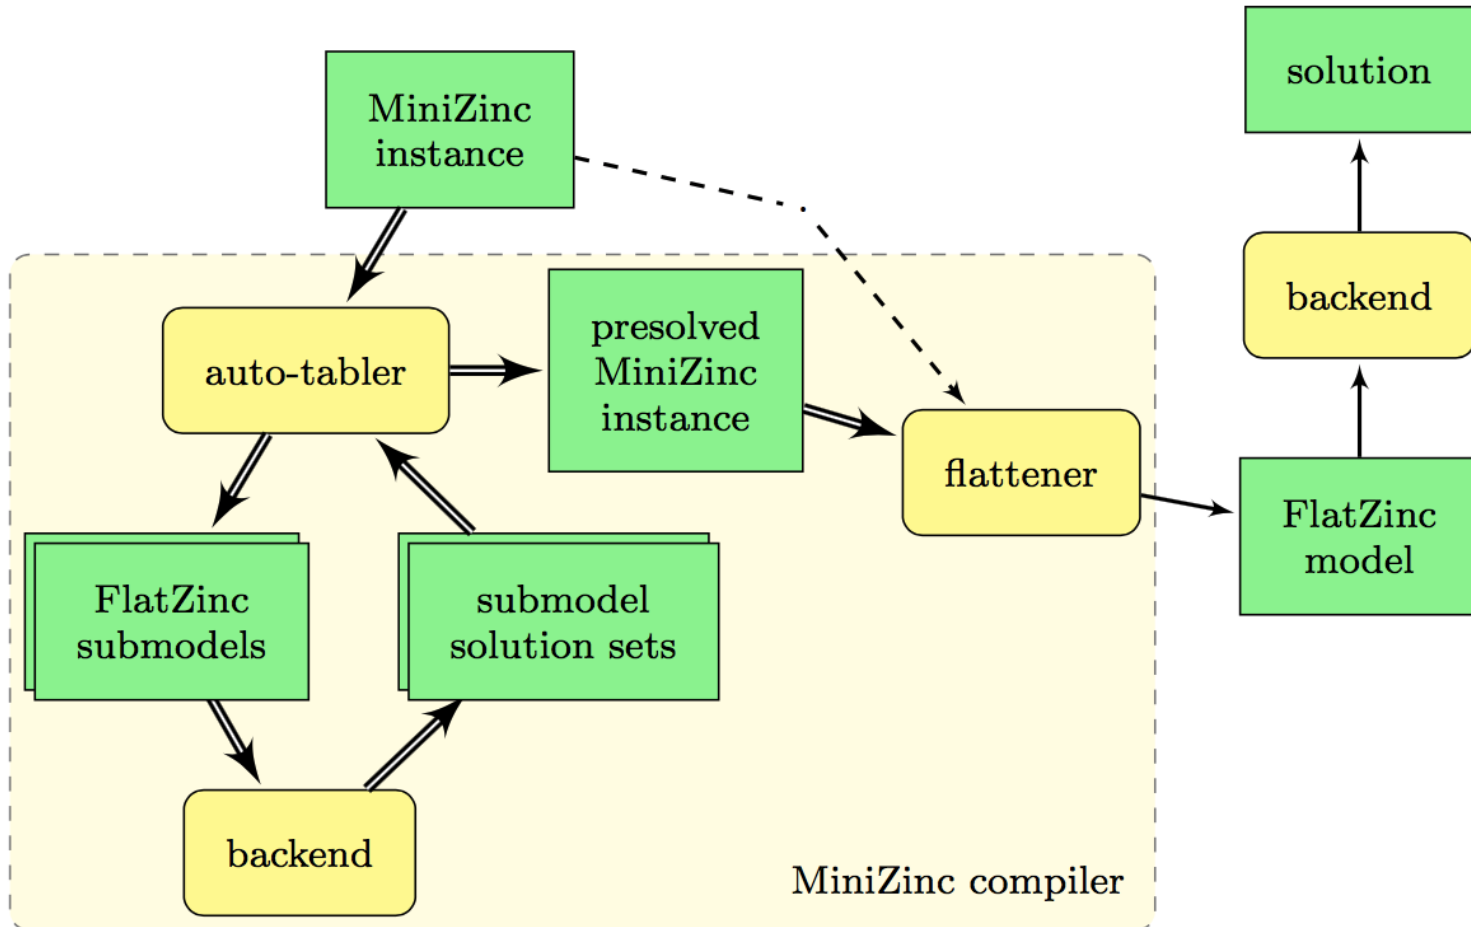 MiniZinc
instance
solution
backend
presolved
MiniZinc
instance
auto-tabler
flattener
FlatZinc
model
FlatZinc
submodels
submodel
solution sets
backend
MiniZinc compiler